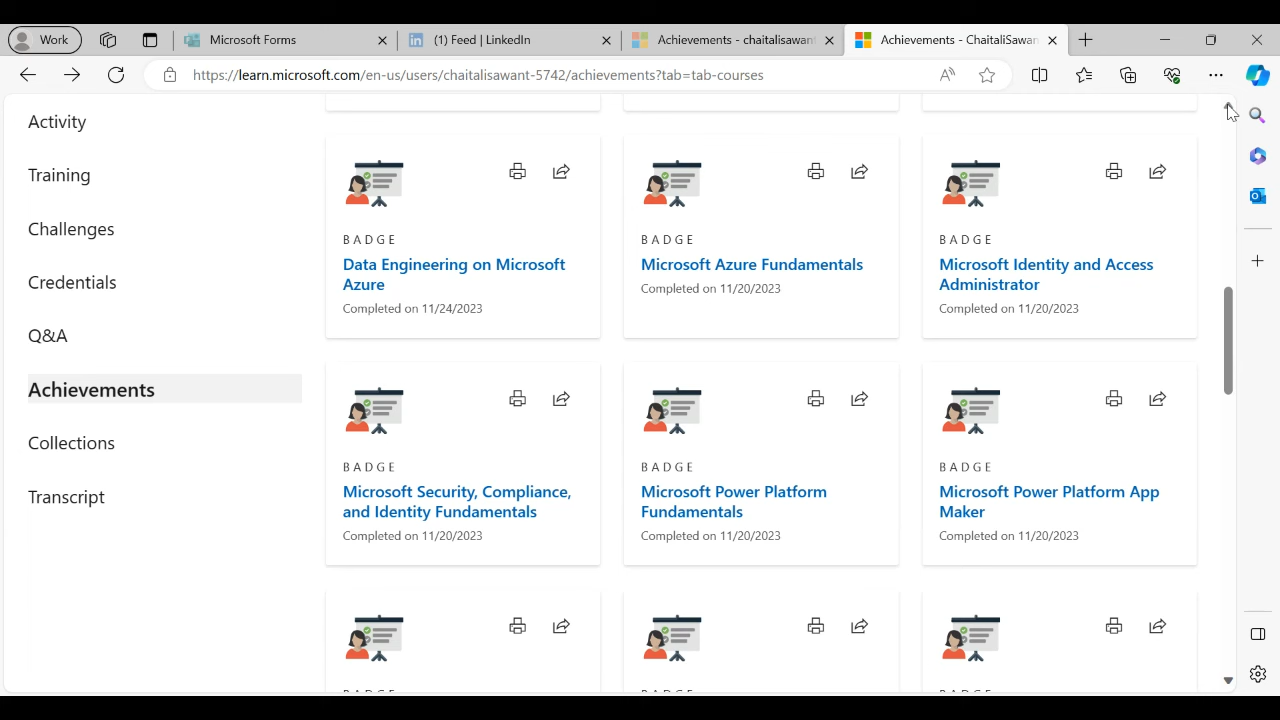 Work
Microsoft Forms
(1) Feed | LinkedIn
Achievements - chaitalisawant
Achievements - ChaitaliSawan
https://learn.microsoft.com/en-us/users/chaitalisawant-5742/achievements?tab=tab-courses
Activity
Training
Challenges
Credentials
Q&A
Achievements
Collections
Transcript
BADGE
Data Engineering on Microsoft
Azure
Completed on 11/24/2023
BADGE
Microsoft Azure Fundamentals
Completed on 11/20/2023
BADGE
Microsoft Identity and Access
Administrator
Completed on 11/20/2023
BADGE
Microsoft Security, Compliance,
and Identity Fundamentals
Completed on 11/20/2023
BADGE
Microsoft Power Platform
Fundamentals
Completed on 11/20/2023
BADGE
Microsoft Power Platform App
Maker
Completed on 11/20/2023